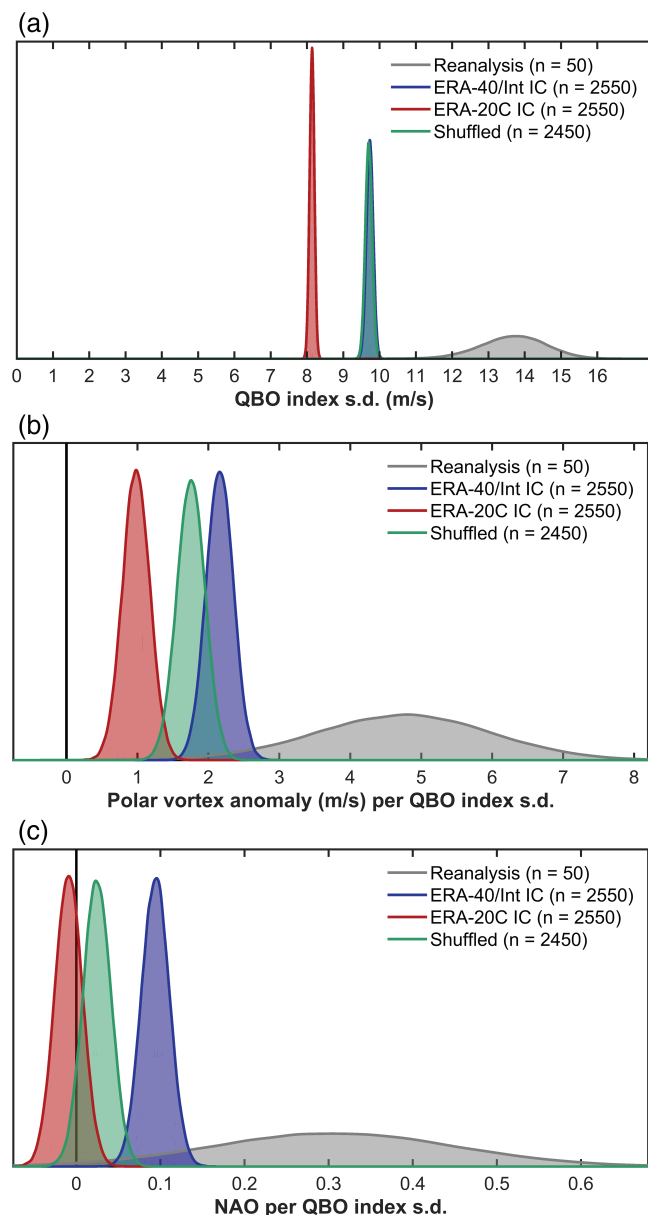 (a)
Reanalysis (n = 50)
ERA-40/Int IC (n = 2550)
ERA-20C IC (n = 2550)
Shuffled (n = 2450)
0 1 2 3 4 5 6 7 8 9 10 11 12 13 14 15 16
QBO index s.d. (m/s)
(b)
Reanalysis (n = 50)
ERA-40/Int IC (n = 2550)
ERA-20C IC (n = 2550)
Shuffled (n = 2450)
0 1 2 3 4 5 6 7 8
Polar vortex anomaly (m/s) per QBO index s.d.
(c)
Reanalysis (n = 50)
ERA-40/Int IC (n = 2550)
ERA-20C IC (n = 2550)
Shuffled (n = 2450)
0 0.1 0.2 0.3 0.4 0.5 0.6
NAO per QBO index s.d.